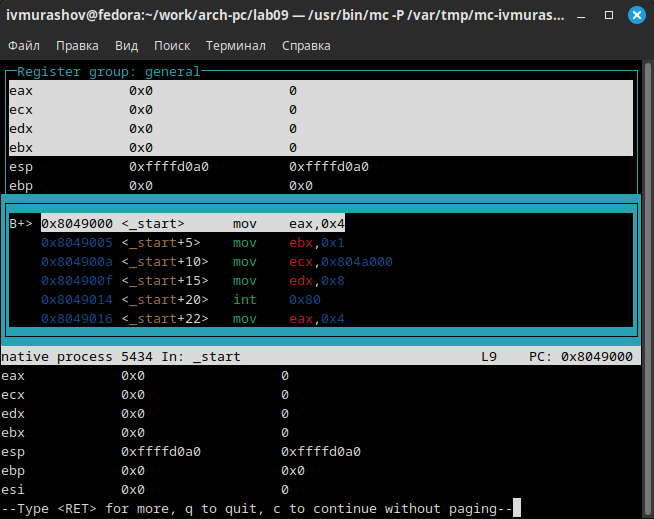 ivmurashov@fedora:~/work/arch-pc/lab09 — /usr/bin/mc -P /var/tmp/mc-ivmuras...
Файл Правка Вид Поиск Терминал Справка
Register group: general
eax 0x0 0
ecx 0x0 0
edx 0x0 0
ebx 0x0 0
esp 0xffffd0a0 0xffffd0a0
ebp 0x0 0x0
B+> 0x8049000 <_start> mov eax,0x4
0x8049005 <_start+5> mov ebx,0x1
0x804900a <_start+10> mov ecx,0x804a000
0x804900f <_start+15> mov edx,0x8
0x8049014 <_start+20> int 0x80
0x8049016 <_start+22> mov eax,0x4
native process 5434 In: _start L9 PC: 0x8049000
eax 0x0 0
ecx 0x0 0
edx 0x0 0
ebx 0x0 0
esp 0xffffd0a0 0xffffd0a0
ebp 0x0 0x0
esi 0x0 0
--Type <RET> for more, q to quit, c to continue without paging--